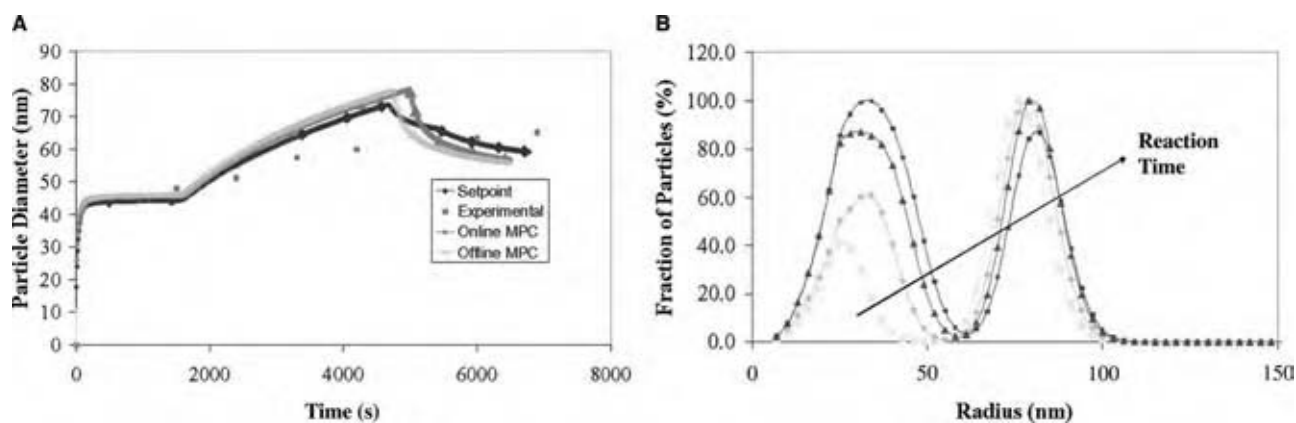 A
90
80
70
60
50
40
30
20
10
0
Particle Diameter (nm)
0
2000
4000
6000
8000
Time (s)
Setpoint
Experimental
Online MPC
Offline MPC
B
120.0
100.0
80.0
60.0
40.0
20.0
0.0
Fraction of Particles (%)
0
50
100
150
Radius (nm)
Reaction
Time